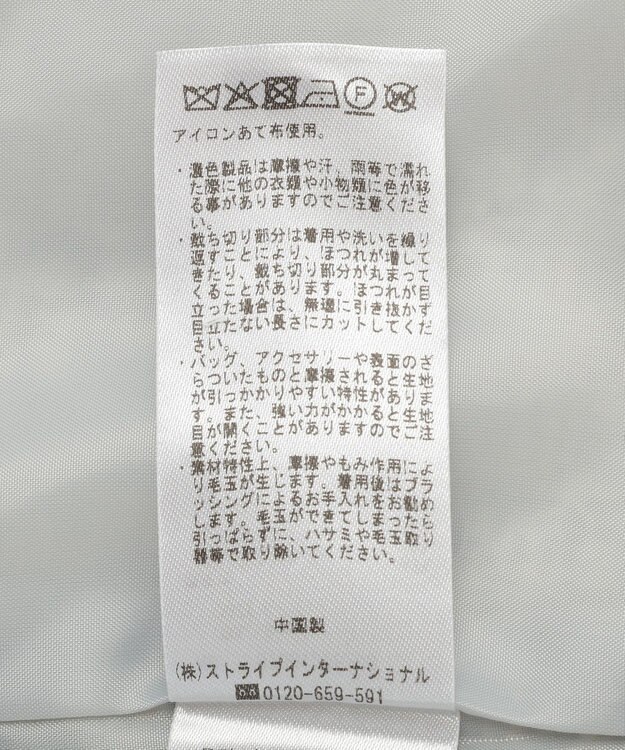 アイロンあて布使用。
・濃色製品は摩擦や汗、雨等で濡れ
た際に他の衣類や小物類に色が移
る事がありますのでご注意くださ
い。
・裁ち切り部分は着用や洗いを繰り
返すことにより、ほつれが増して
きたり、裁ち切り部分が丸まって
くることがあります。ほつれが目
立った場合は、無理に引き抜かず
目立たない長さにカットしてくだ
さい。
・バッグ、アクセサリーや表面のざ
らついたものと摩擦されると生地
が引っかかりやすい特性がありま
す。また、強い力がかかると生地
目が開くことがありますのでご注
意ください。
・素材特性上、摩擦やもみ作用によ
り毛玉が生じます。着用後はブラ
ッシングによるお手入れをお勧め
します。毛玉ができてしまったら
引っぱらずに、ハサミや毛玉取り
器等で取り除いてください。
中国製
(株)ストライプインターナショナル
0120-659-591